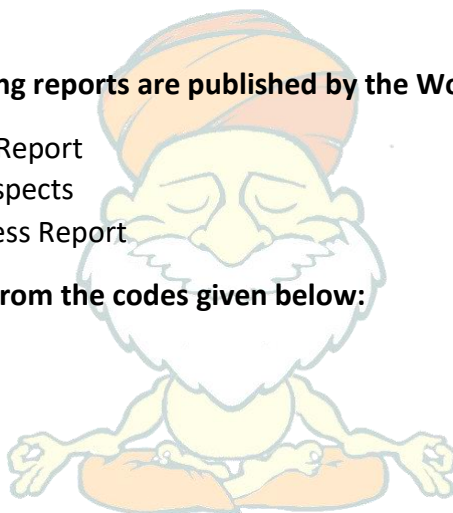 ng reports are published by the Wo
Report
spects
ess Report
rom the codes given below: